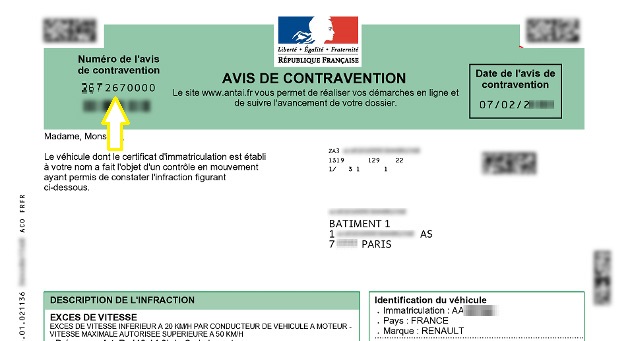 Liberté • Égalité • Fraternité
RÉPUBLIQUE FRANÇAISE
Numéro de l'avis
de contravention
2672670000
AVIS DE CONTRAVENTION
Le site www.antai.fr vous permet de réaliser vos démarches en ligne et
de suivre l'avancement de votre dossier.
Date de l'avis de
contravention
07/02/2
Madame, Mons
Le véhicule dont le certificat d'immatriculation est établi
à votre nom a fait l'objet d'un contrôle en mouvement
ayant permis de constater l'infraction figurant
ci-dessous.
ZA3
1319 129 22
1/ 3 1 1
BATIMENT 1
1 AS
7 PARIS
.01.021136 ACO FRFR
DESCRIPTION DE L'INFRACTION
EXCES DE VITESSE
EXCES DE VITESSE INFERIEUR A 20 KM/H PAR CONDUCTEUR DE VEHICULE A MOTEUR -
VITESSE MAXIMALE AUTORISEE SUPERIEURE A 50 KM/H
Identification du véhicule
. Immatriculation : AA
. Pays : FRANCE
. Marque : RENAULT